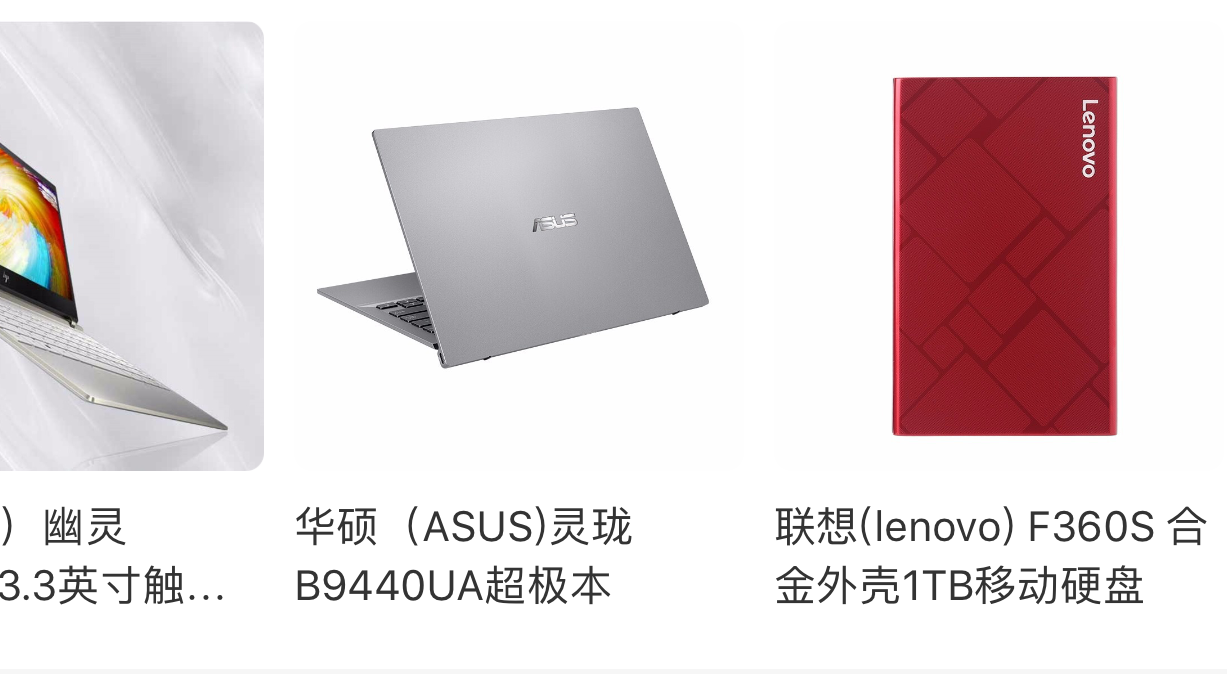 ASUS
Lenovo
）幽灵
3.3英寸触...
华硕（ASUS)灵珑
B9440UA超极本
联想(lenovo) F360S 合
金外壳1TB移动硬盘